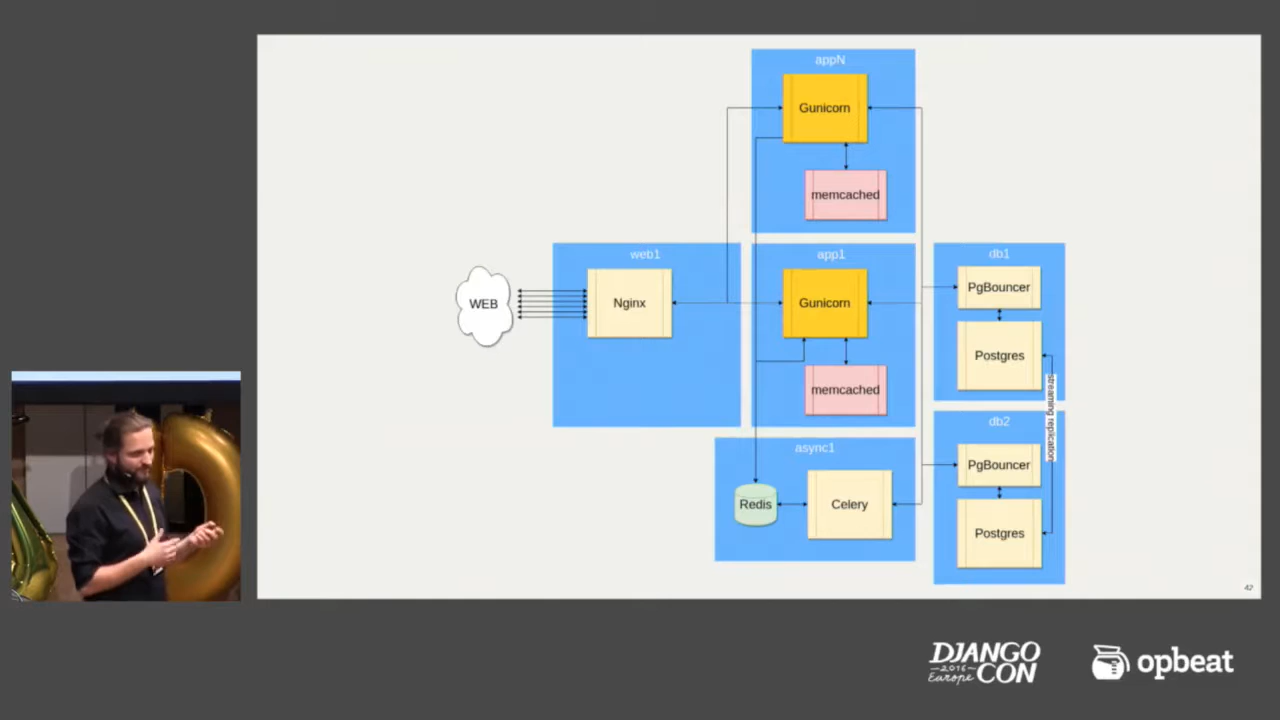 appN
Gunicorn
memcached
web1
app1
db1
WEB
Nginx
Gunicorn
PgBouncer
Postgres
memcached
streaming replication
db2
async1
PgBouncer
Redis
Celery
Postgres
42
DJANGO
2016
Europe CON
opbeat